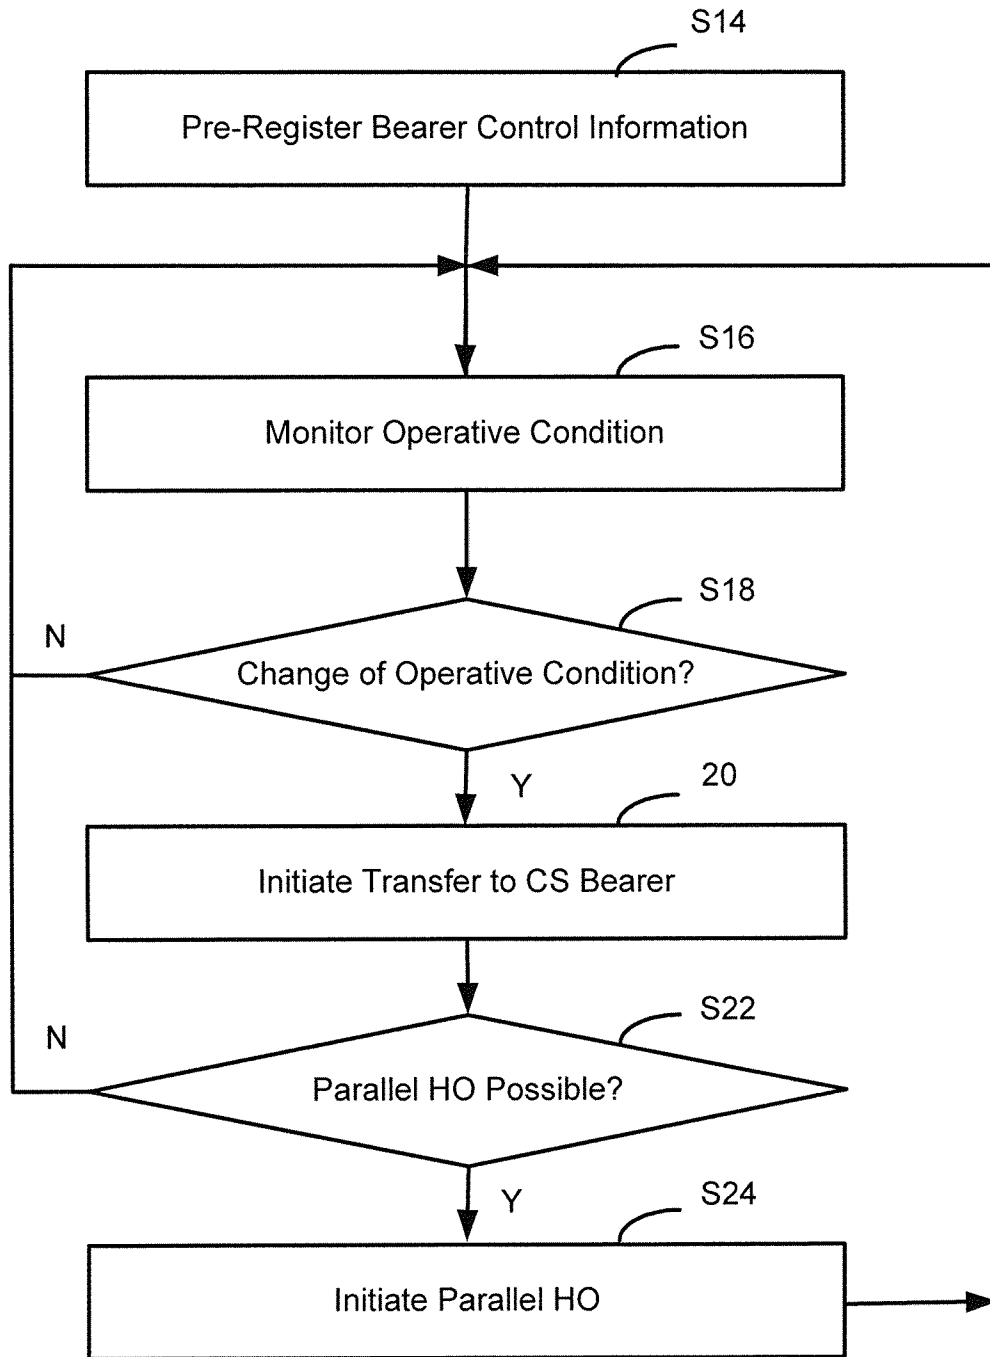 S14
Pre-Register Bearer Control Information
S16
Monitor Operative Condition
S18
N
Change of Operative Condition?
Y
20
Initiate Transfer to CS Bearer
S22
N
Parallel HO Possible?
Y
S24
Initiate Parallel HO